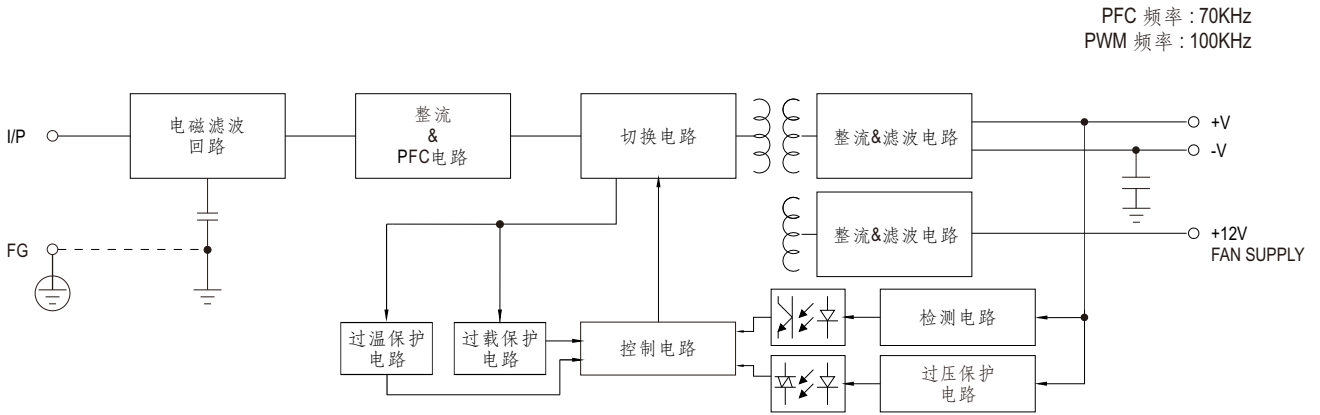 PFC 频率 : 70KHz
PWM 频率 : 100KHz
I/P
电磁滤波
回路
整流
&
PFC电路
切换电路
整流&滤波电路
+V
-V
FG
整流&滤波电路
+12V
FAN SUPPLY
过温保护
电路
过载保护
电路
控制电路
检测电路
过压保护
电路